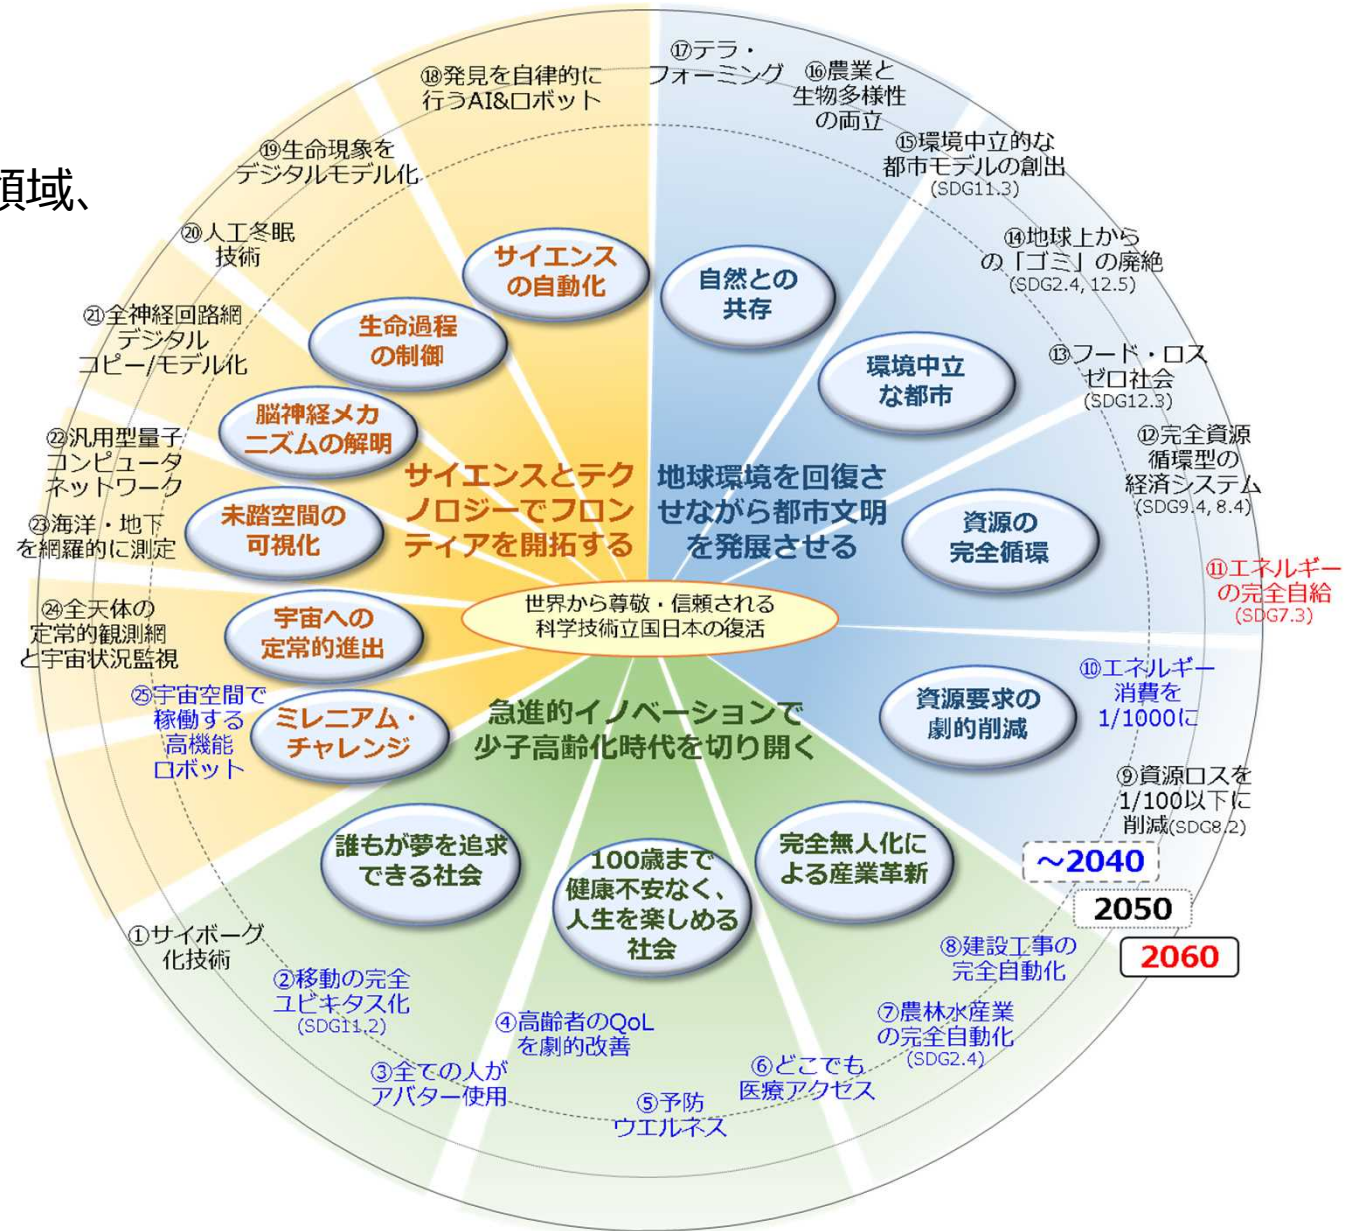 領域、
⑰テラ・
フォーミング
⑯農業と
生物多様性
の両立
⑮環境中立的な
都市モデルの創出
(SDG11.3)
⑭地球上から
の「ゴミ」の廃絶
(SDG2.4, 12.5)
⑬フード・ロス
ゼロ社会
(SDG12.3)
⑫完全資源
循環型の
経済システム
(SDG9.4, 8.4)
⑪エネルギー
の完全自給
(SDG7.3)
⑩エネルギー
消費を
1/1000に
⑨資源ロスを
1/100以下に
削減(SDG8.2)
～2040
2050
2060
⑧建設工事の
完全自動化
⑦農林水産業
の完全自動化
(SDG2.4)
⑥どこでも
医療アクセス
⑤予防
ウエルネス
④高齢者のQoL
を劇的改善
③全ての人が
アバター使用
②移動の完全
ユビキタス化
(SDG11.2)
①サイボーグ
化技術
⑱発見を自律的に
行うAI&ロボット
⑲生命現象を
デジタルモデル化
⑳人工冬眠
技術
㉑全神経回路網
デジタル
コピー/モデル化
㉒汎用型量子
コンピュータ
ネットワーク
㉓海洋・地下
を網羅的に測定
㉔全天体の
定常的観測網
と宇宙状況監視
㉕宇宙空間で
稼働する
高機能
ロボット
サイエンス
の自動化
生命過程
の制御
脳神経メカ
ニズムの解明
未踏空間の
可視化
宇宙への
定常的進出
ミレニアム・
チャレンジ
自然との
共存
環境中立
な都市
資源の
完全循環
資源要求の
劇的削減
サイエンスとテク
ノロジーでフロン
ティアを開拓する
地球環境を回復さ
せながら都市文明
を発展させる
世界から尊敬・信頼される
科学技術立国日本の復活
急進的イノベーションで
少子高齢化時代を切り開く
誰もが夢を追求
できる社会
100歳まで
健康不安なく、
人生を楽しめる
社会
完全無人化に
よる産業革新